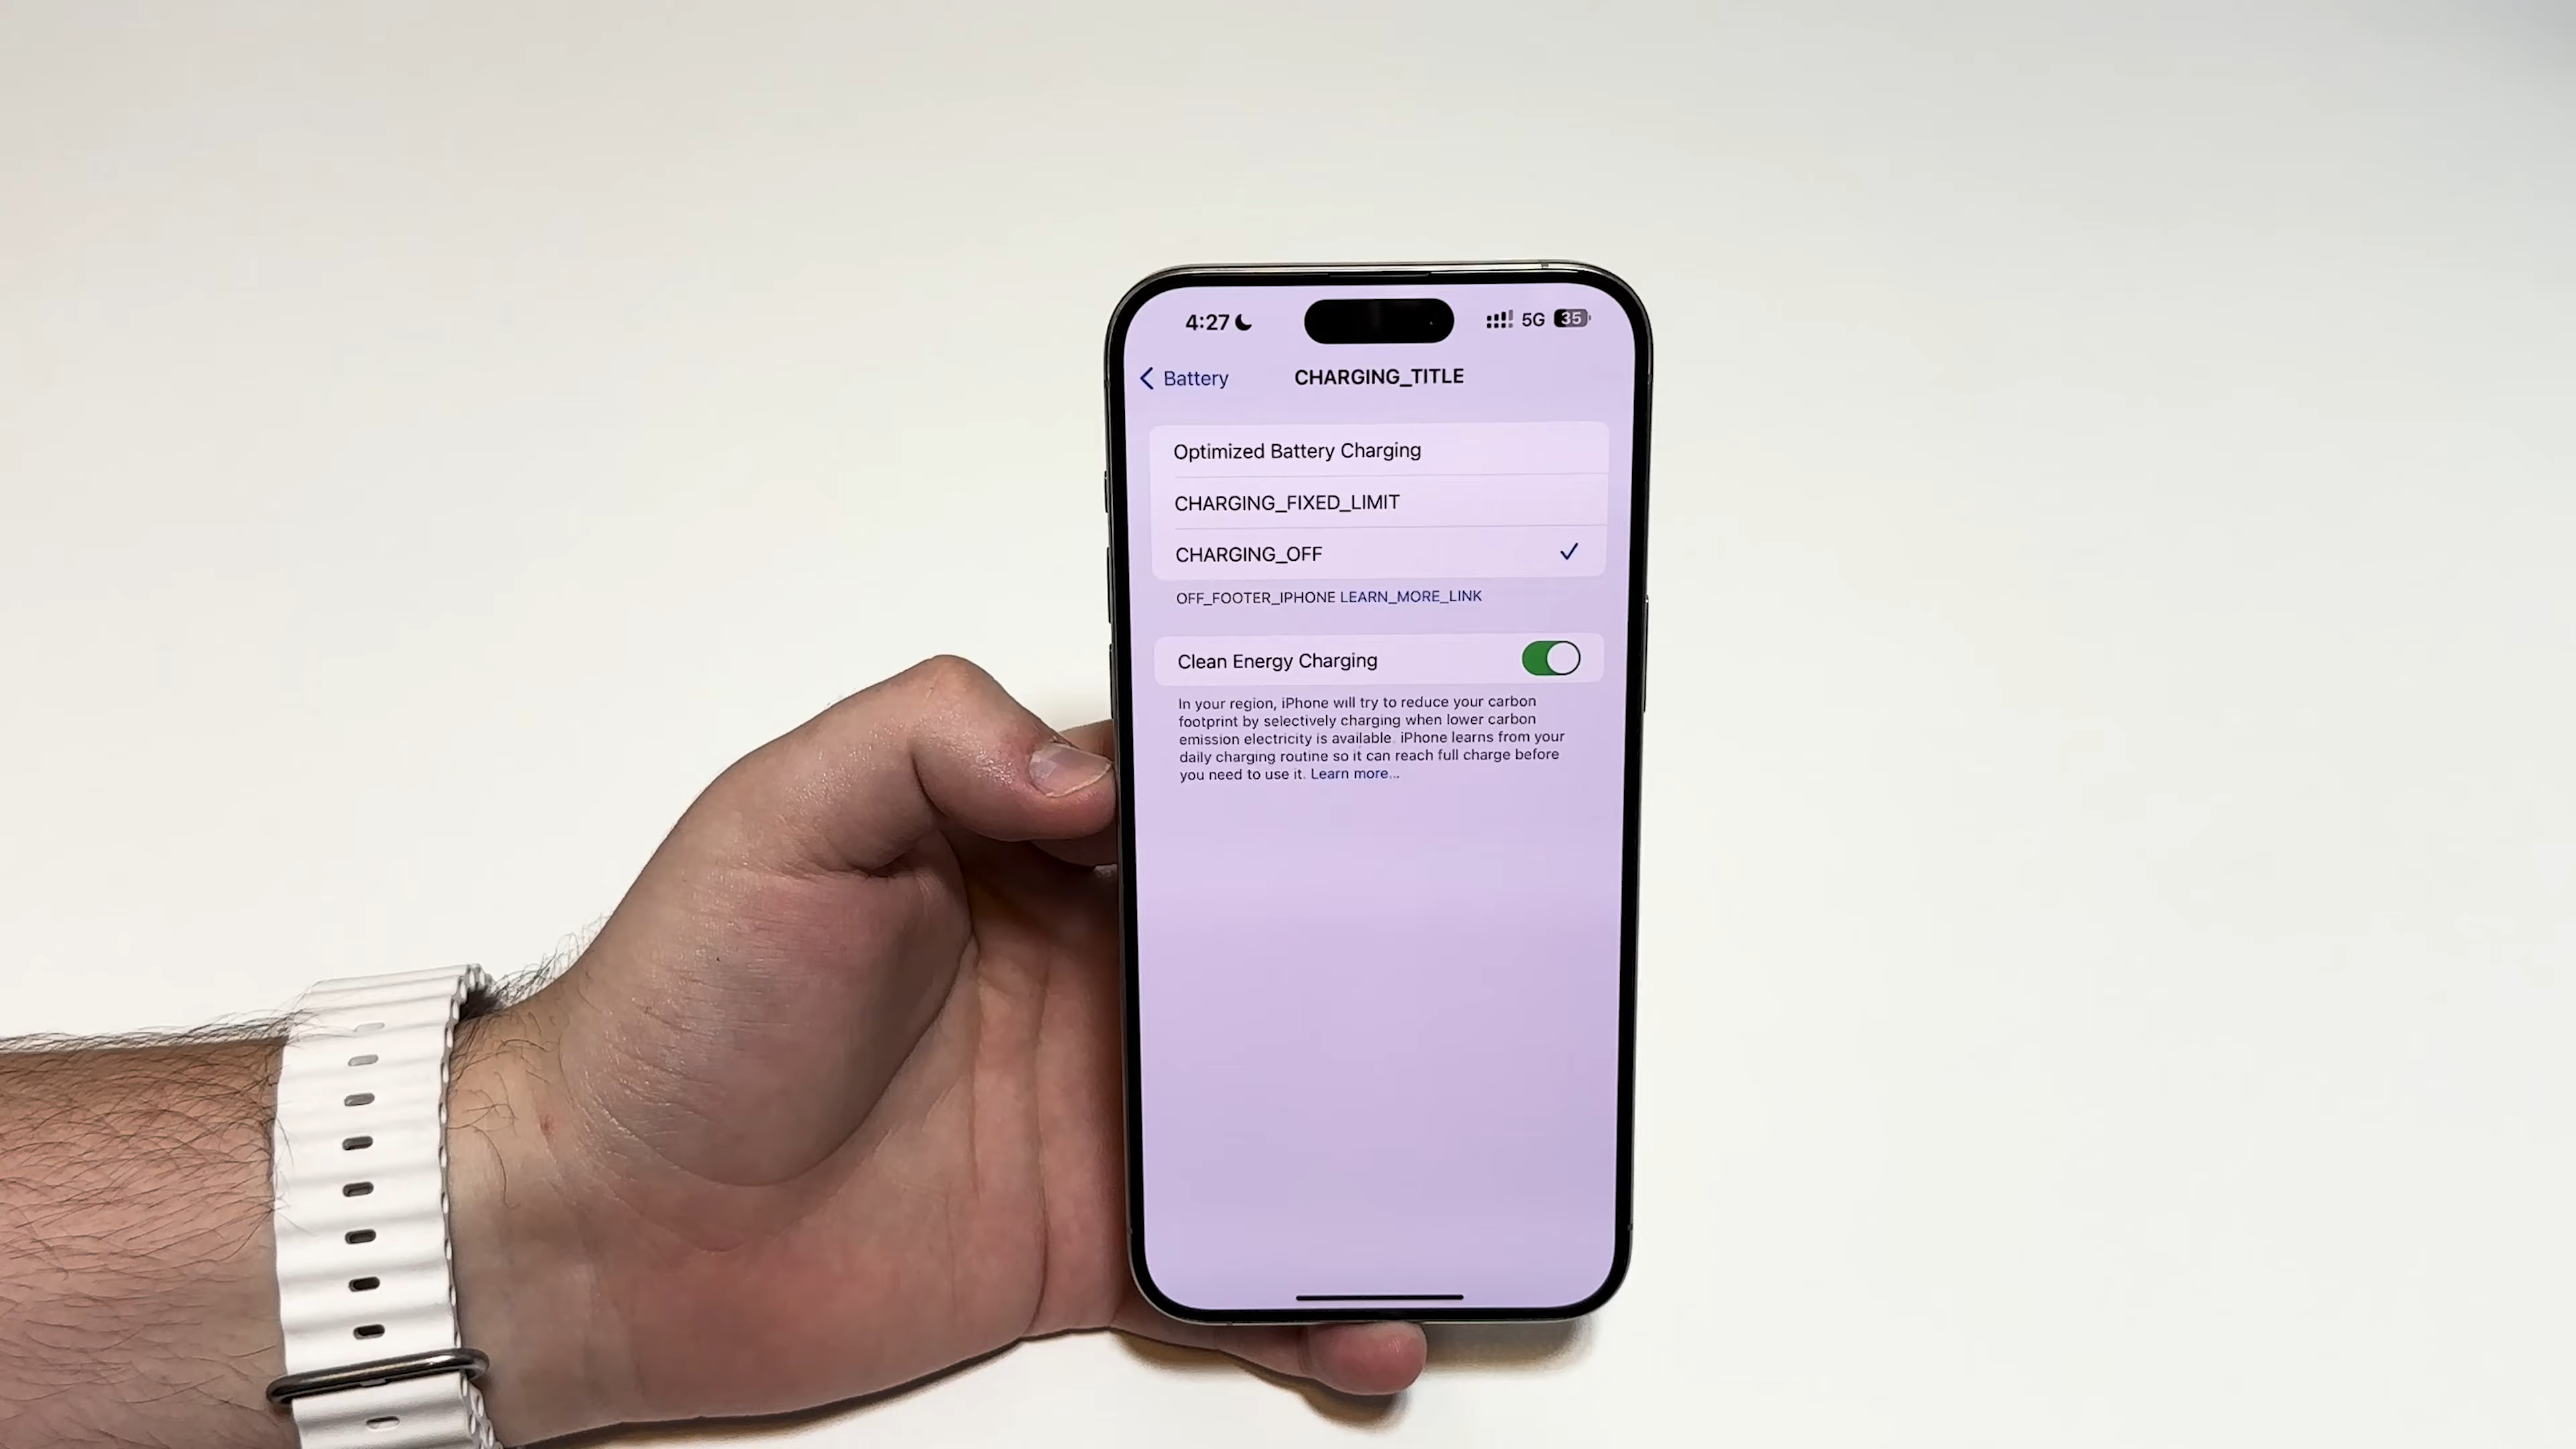 4:27
5G 35
Battery
CHARGING_TITLE
Optimized Battery Charging
CHARGING_FIXED_LIMIT
CHARGING_OFF
OFF_FOOTER_IPHONE LEARN_MORE_LINK
Clean Energy Charging
In your region, iPhone will try to reduce your carbon
footprint by selectively charging when lower carbon
emission electricity is available. iPhone learns from your
daily charging routine so it can reach full charge before
you need to use it. Learn more...